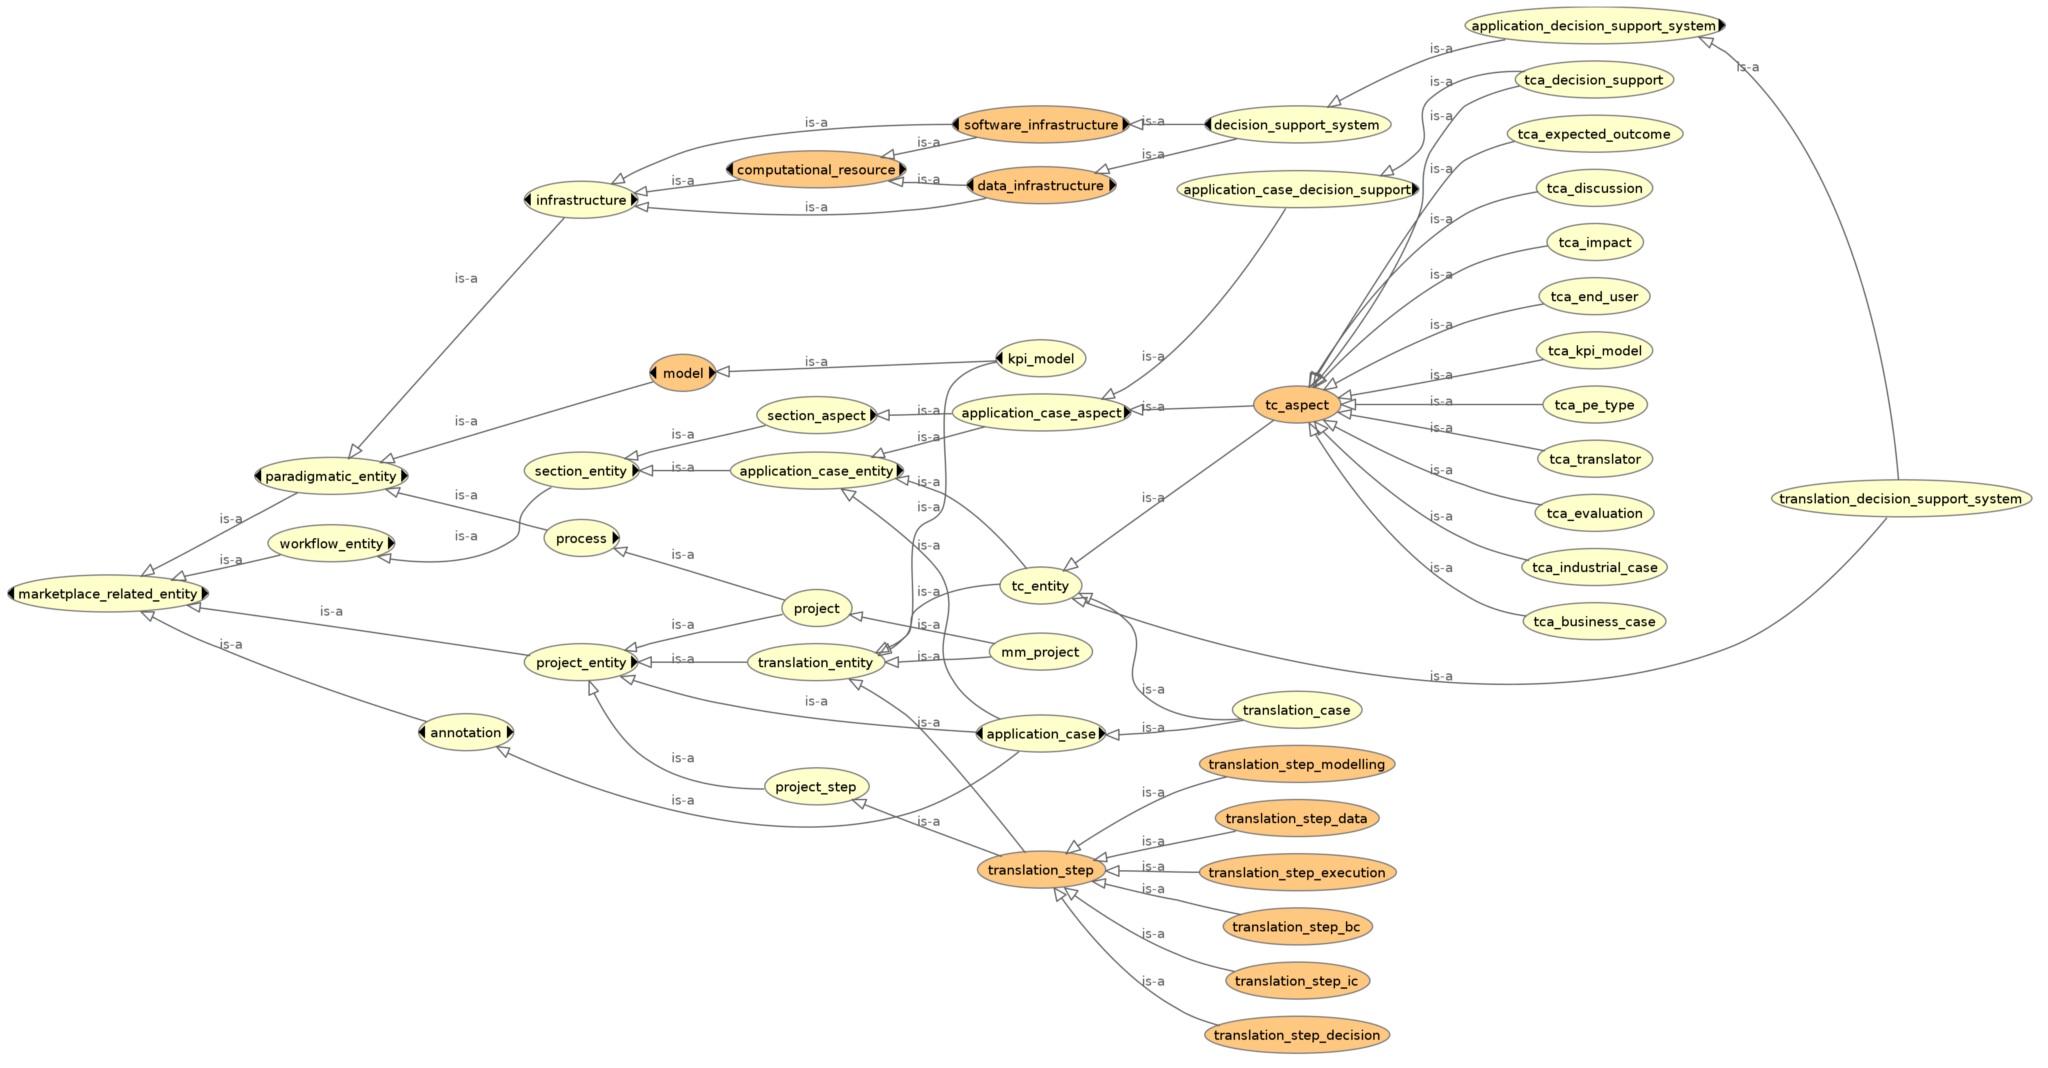 application_decision_support_system
is-a
is-a
tca_decision_support
is-a
software_infrastructure
is-a
decision_support_system
is-a
is-a
tca_expected_outcome
is-a
computational_resource
is-a
is-a
data_infrastructure
is-a
application_case_decision_support
tca_discussion
infrastructure
is-a
is-a
is-a
tca_impact
is-a
is-a
tca_end_user
is-a
kpi_model
is-a
is-a
tca_kpi_model
model
is-a
is-a
tc_aspect
is-a
tca_pe_type
section_aspect
is-a
application_case_aspect
is-a
is-a
is-a
is-a
is-a
tca_translator
section_entity
is-a
application_case_entity
is-a
is-a
paradigmatic_entity
is-a
is-a
translation_decision_support_system
is-a
is-a
tca_evaluation
is-a
workflow_entity
is-a
process
is-a
is-a
is-a
tca_industrial_case
is-a
marketplace_related_entity
is-a
project
tc_entity
is-a
tca_business_case
is-a
is-a
is-a
project_entity
is-a
translation_entity
is-a
mm_project
is-a
is-a
annotation
is-a
is-a
application_case
is-a
is-a
translation_case
is-a
project_step
is-a
is-a
translation_step_modelling
is-a
translation_step_data
is-a
translation_step
is-a
translation_step_execution
is-a
translation_step_bc
is-a
translation_step_ic
is-a
translation_step_decision